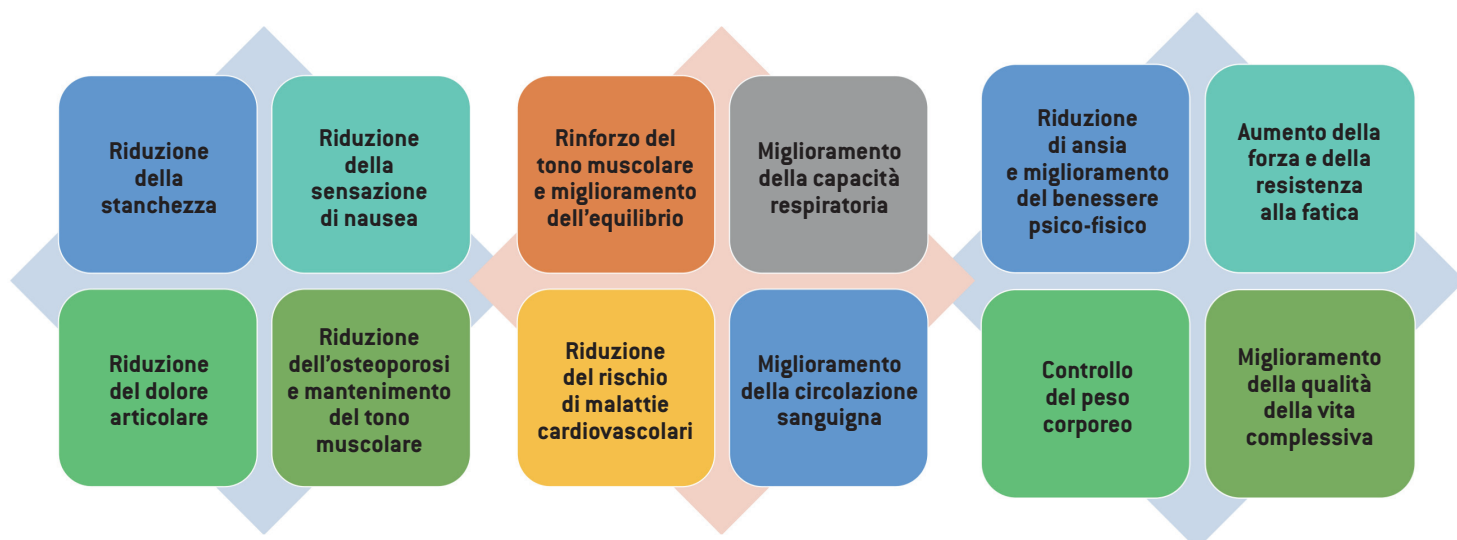 Riduzione
della
stanchezza
Riduzione
della
sensazione
di nausea
Riduzione
del dolore
articolare
Riduzione
dell'osteoporosi
e mantenimento
del tono
muscolare
Rinforzo del
tono muscolare
e miglioramento
dell'equilibrio
Miglioramento
della capacità
respiratoria
Riduzione
del rischio
di malattie
cardiovascolari
Miglioramento
della circolazione
sanguigna
Riduzione
di ansia
e miglioramento
del benessere
psico-fisico
Aumento della
forza e della
resistenza
alla fatica
Controllo
del peso
corporeo
Miglioramento
della qualità
della vita
complessiva